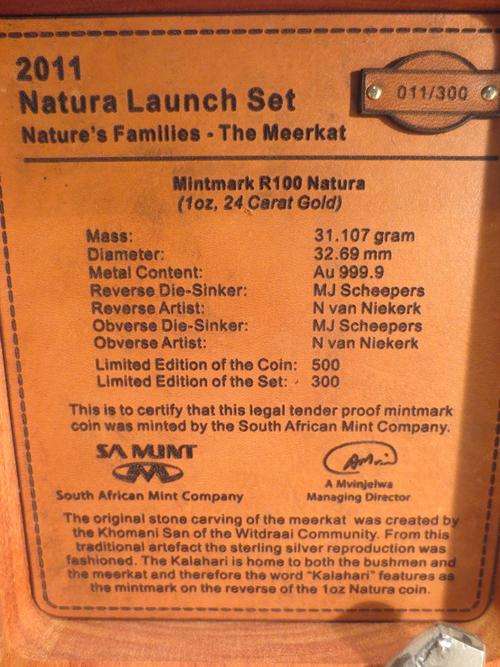 2011
Natura Launch Set
011/300
Nature's Families - The Meerkat
Mintmark R100 Natura
(1oz, 24 Carat Gold)
Mass: 31.107 gram
Diameter: 32.69 mm
Metal Content: Au 999.9
Reverse Die-Sinker: MJ Scheepers
Reverse Artist: N van Niekerk
Obverse Die-Sinker: MJ Scheepers
Obverse Artist: N van Niekerk
Limited Edition of the Coin: 500
Limited Edition of the Set: 300
This is to certify that this legal tender proof mintmark
coin was minted by the South African Mint Company.
SA MINT
South African Mint Company
A Mvinjelwa
Managing Director
The original stone carving of the meerkat was created by
the Khomani San of the Witdraai Community. From this
traditional artefact the sterling silver reproduction was
fashioned. The Kalahari is home to both the bushmen and
the meerkat and therefore the word "Kalahari" features as
the mintmark on the reverse of the 1oz Natura coin.